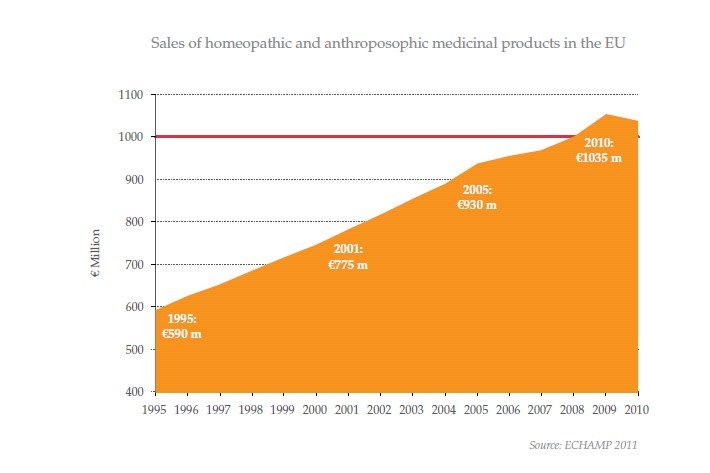 Sales of homeopathic and anthroposophic medicinal products in the EU
1100
1000
900
800
700
600
500
400
€ Million
2010:
€1035 m
2005:
€930 m
2001:
€775 m
1995:
€590 m
1995 1996 1997 1998 1999 2000 2001 2002 2003 2004 2005 2006 2007 2008 2009 2010
Source: ECHAMP 2011